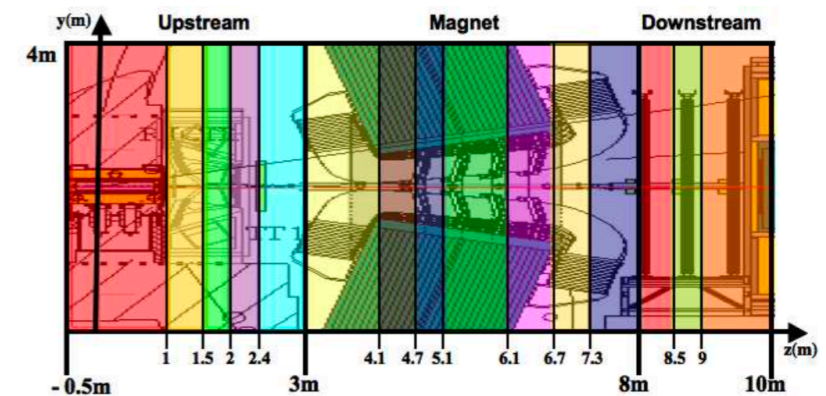 y(m) Upstream Magnet Downstream
4m
TT1
1 1.5 2 2.4 4.1 4.7 5.1 6.1 6.7 7.3 8.5 9 z(m)
- 0.5m 3m 8m 10m